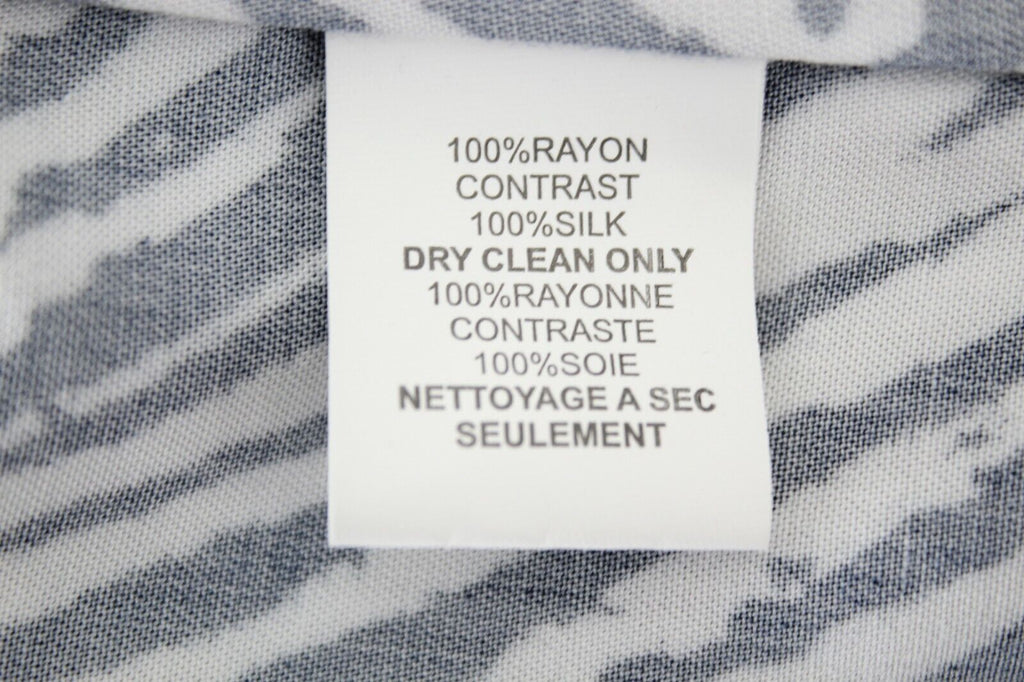 100%RAYON
CONTRAST
100%SILK
DRY CLEAN ONLY
100%RAYONNE
CONTRASTE
100%SOIE
NETTOYAGE A SEC
SEULEMENT